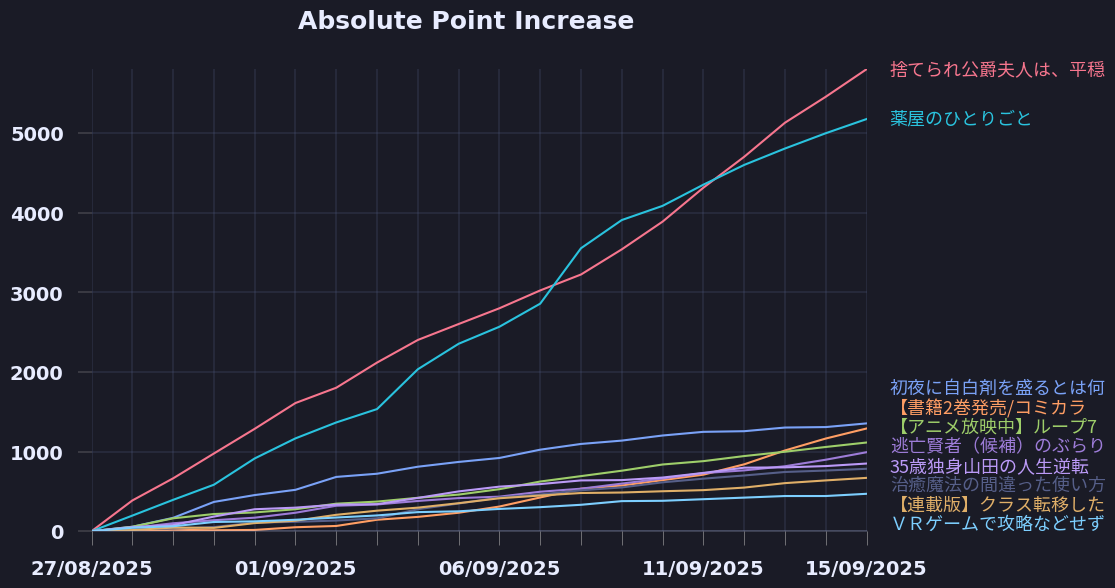 Absolute Point Increase
捨てられ公爵夫人は、平穏
5000
薬屋のひとりごと
4000
3000
2000
初夜に自白剤を盛るとは何
【書籍2巻発売/コミカラ
1000
【アニメ放映中】ループ7
逃亡賢者（候補）のぶらり
35歳独身山田の人生逆転
治癒魔法の間違った使い方
【連載版】クラス転移した
ＶＲゲームで攻略などせず
0
27/08/2025
01/09/2025
06/09/2025
11/09/2025
15/09/2025